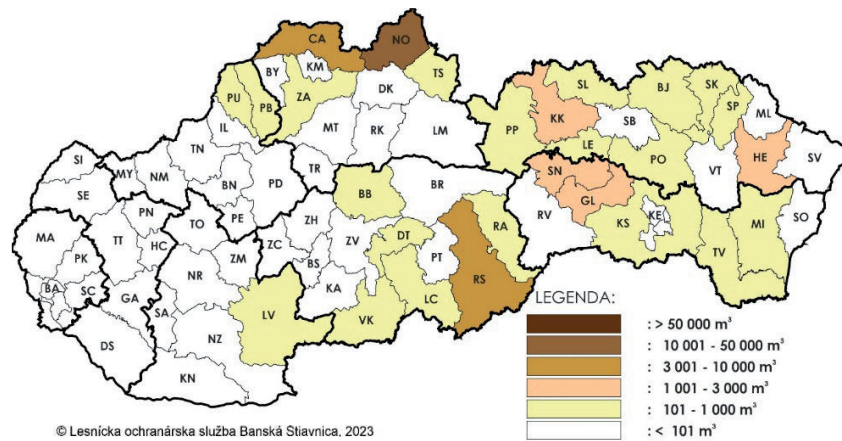 CA NO
BY KM TS
PU PB ZA DK SL BJ SK
SP ML
IL MT RK LM PP KK SB
TN LE PO VT HE SV
SI MY NM BN PD TR BR SN
SE BB GL
PN TO PE ZH RV KS KE MI SO
MA TT HC ZC ZV DT PT RA TV
PK NR ZM BS
BA SC GA KA LC RS
SA LV VK
DS NZ
KN
LEGENDA:
: > 50 000 m³
: 10 001 - 50 000 m³
: 3 001 - 10 000 m³
: 1 001 - 3 000 m³
: 101 - 1 000 m³
: < 101 m³
© Lesnícka ochranárska služba Banská Štiavnica, 2023